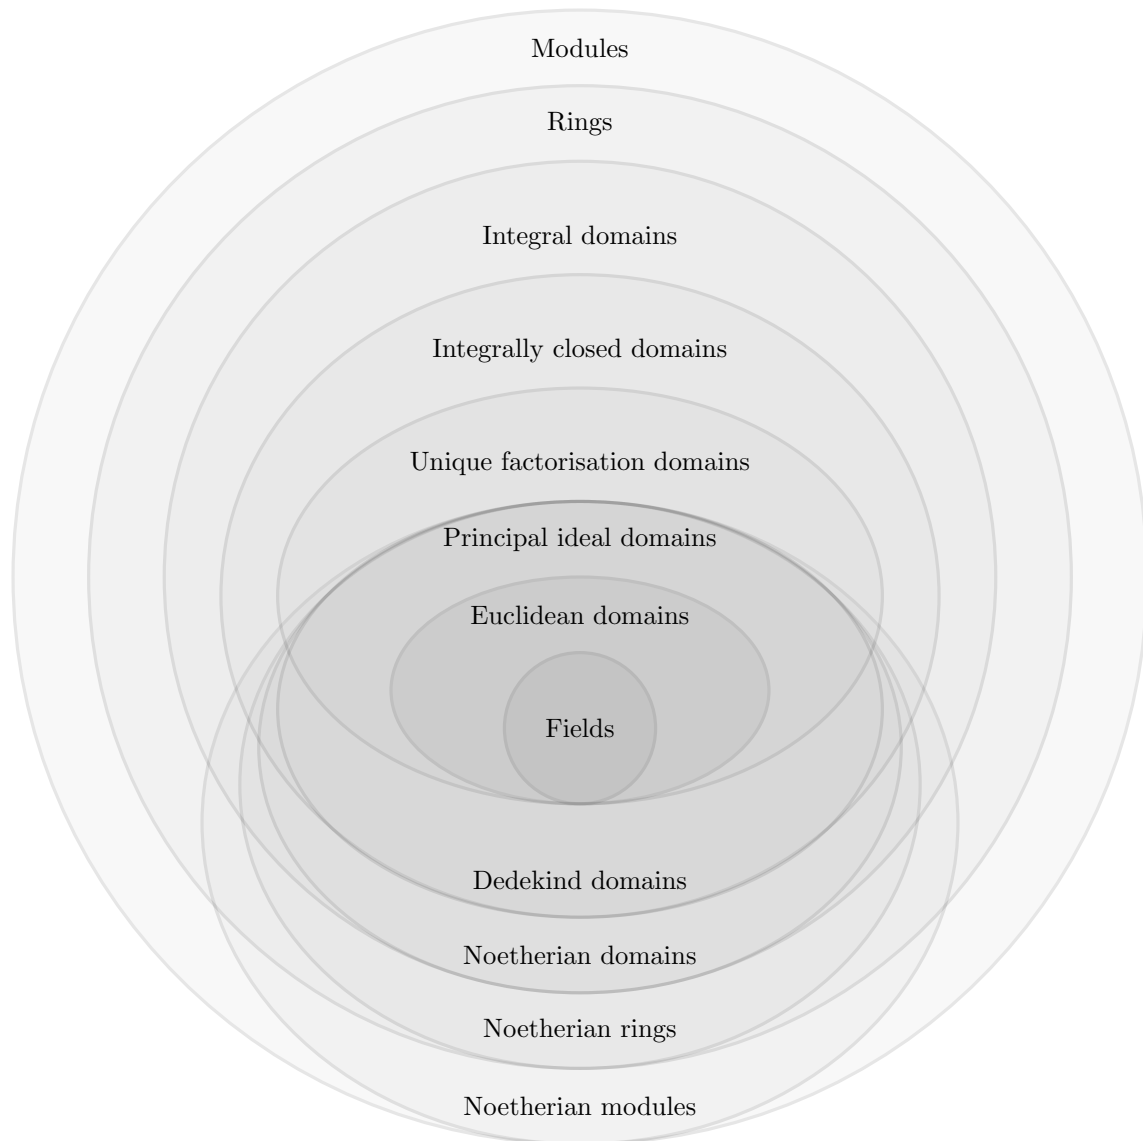 Modules
Rings
Integral domains
Integrally closed domains
Unique factorisation domains
Principal ideal domains
Euclidean domains
Fields
Dedekind domains
Noetherian domains
Noetherian rings
Noetherian modules